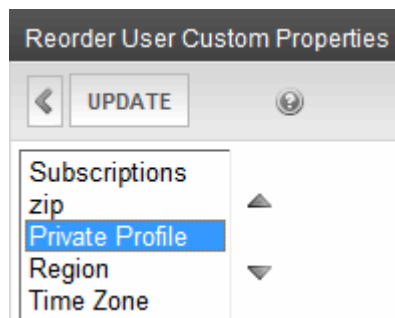 Reorder User Custom Properties
UPDATE
Subscriptions
zip
Private Profile
Region
Time Zone